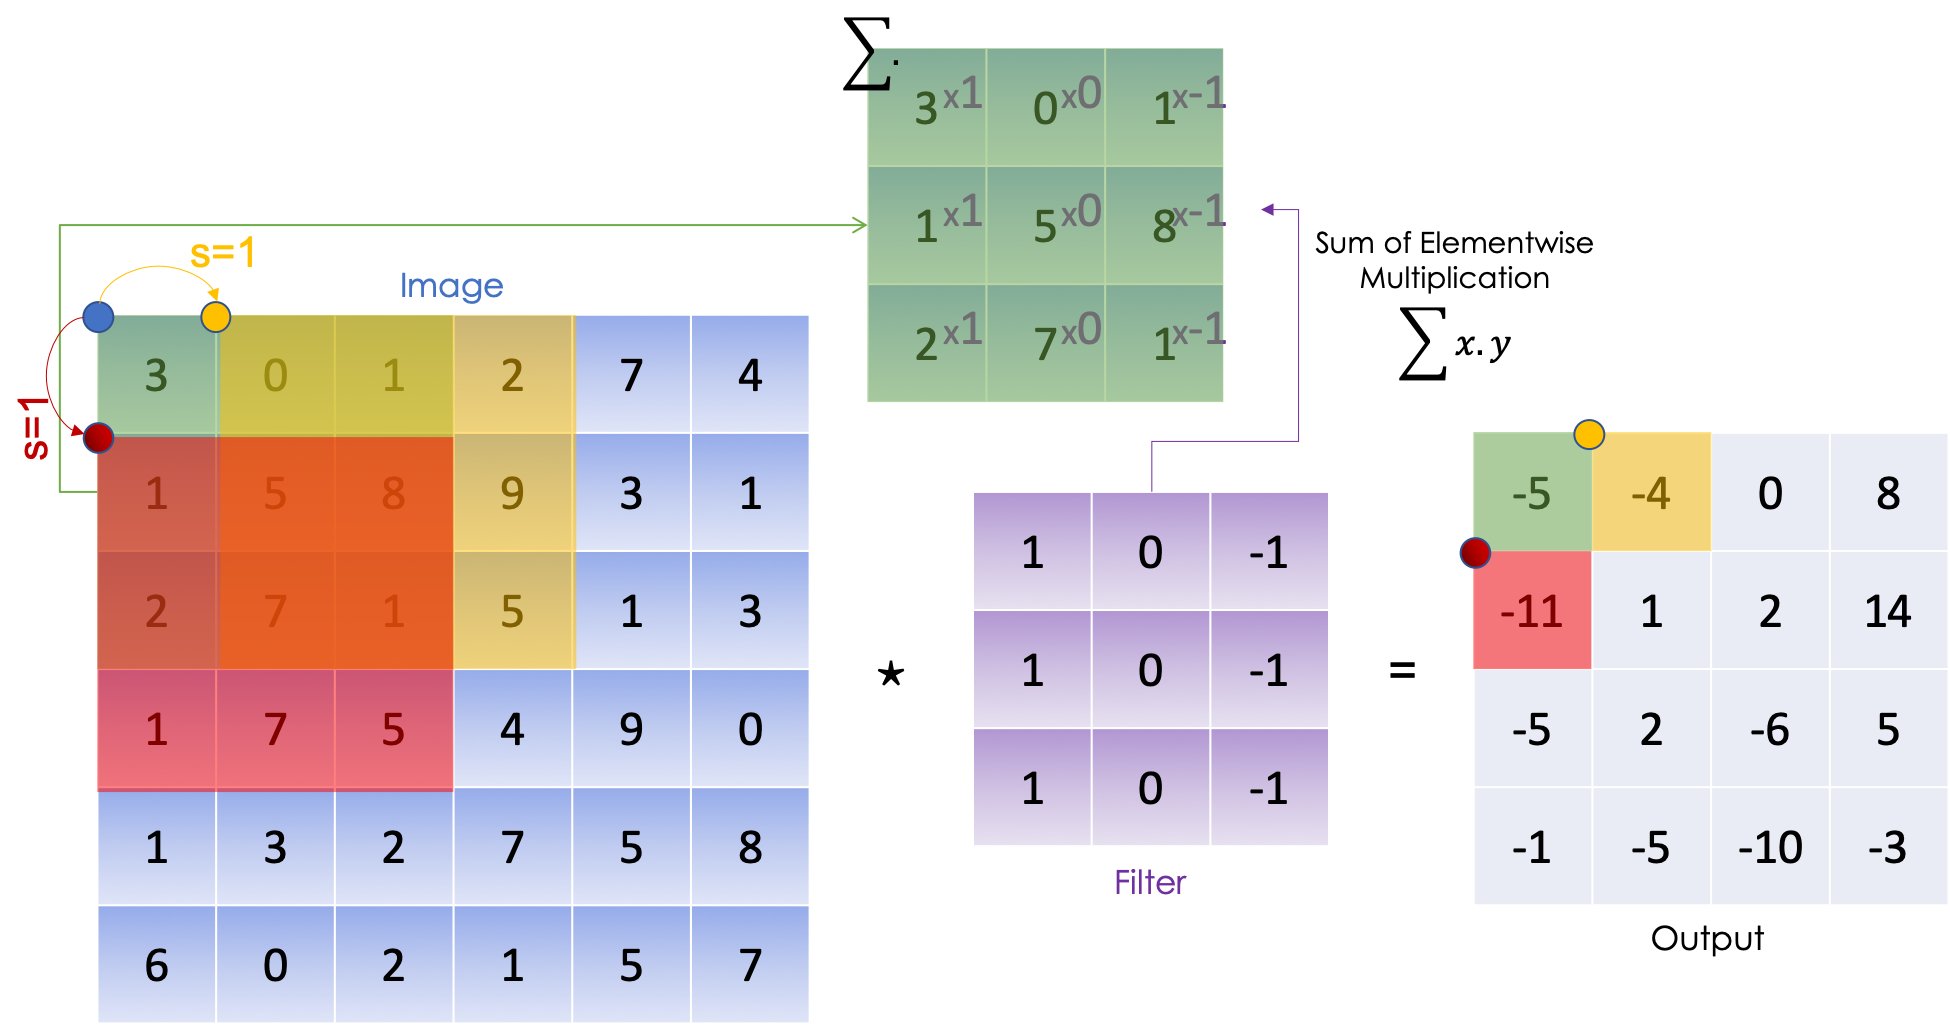 ∑.
3x1 0x0 1x-1
1x1 5x0 8x-1
2x1 7x0 1x-1
Sum of Elementwise
Multiplication
∑ x.y
s=1
s=1
Image
3 0 1 2 7 4
1 5 8 9 3 1
2 7 1 5 1 3
1 7 5 4 9 0
1 3 2 7 5 8
6 0 2 1 5 7
⋆
1 0 -1
1 0 -1
1 0 -1
Filter
=
-5 -4 0 8
-11 1 2 14
-5 2 -6 5
-1 -5 -10 -3
Output